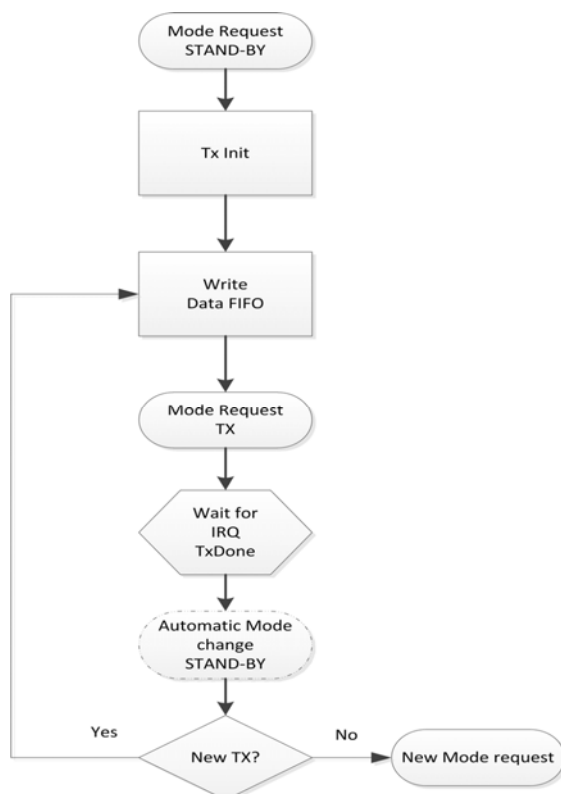 Mode Request
STAND-BY
Tx Init
Write
Data FIFO
Mode Request
TX
Wait for
IRQ
TxDone
Automatic Mode
change
STAND-BY
Yes
New TX?
No
New Mode request